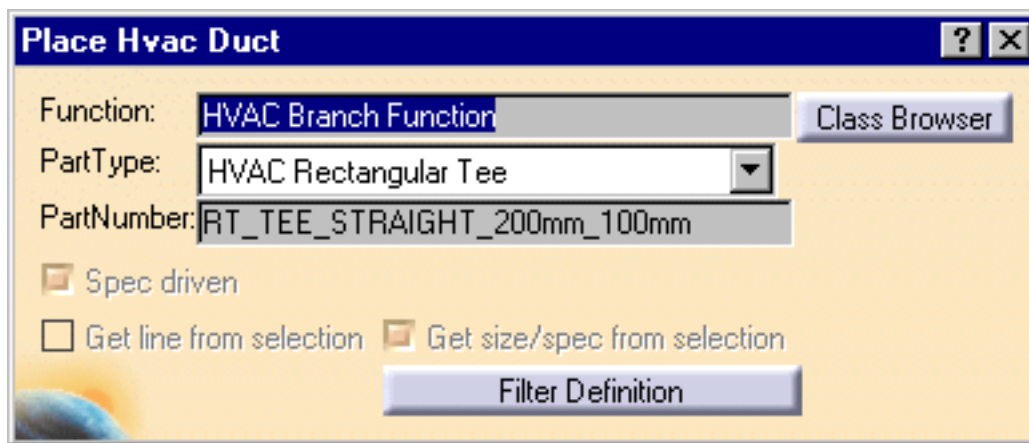 Place Hvac Duct ?
Function: HVAC Branch Function Class Browser
PartType: HVAC Rectangular Tee
PartNumber: RT_TEE_STRAIGHT_200mm_100mm
Spec driven
Get line from selection Get size/spec from selection
Filter Definition